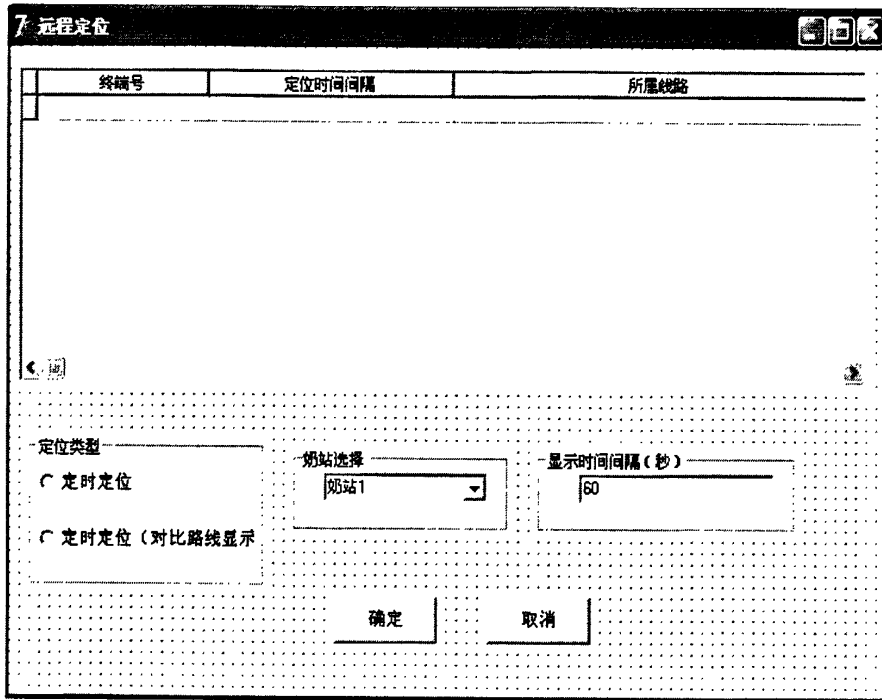 远程定位
终端号 定位时间间隔 所属线路
定位类型
定时定位
定时定位（对比路线显示
奶站选择
奶站1
显示时间间隔（秒）
60
确定 取消